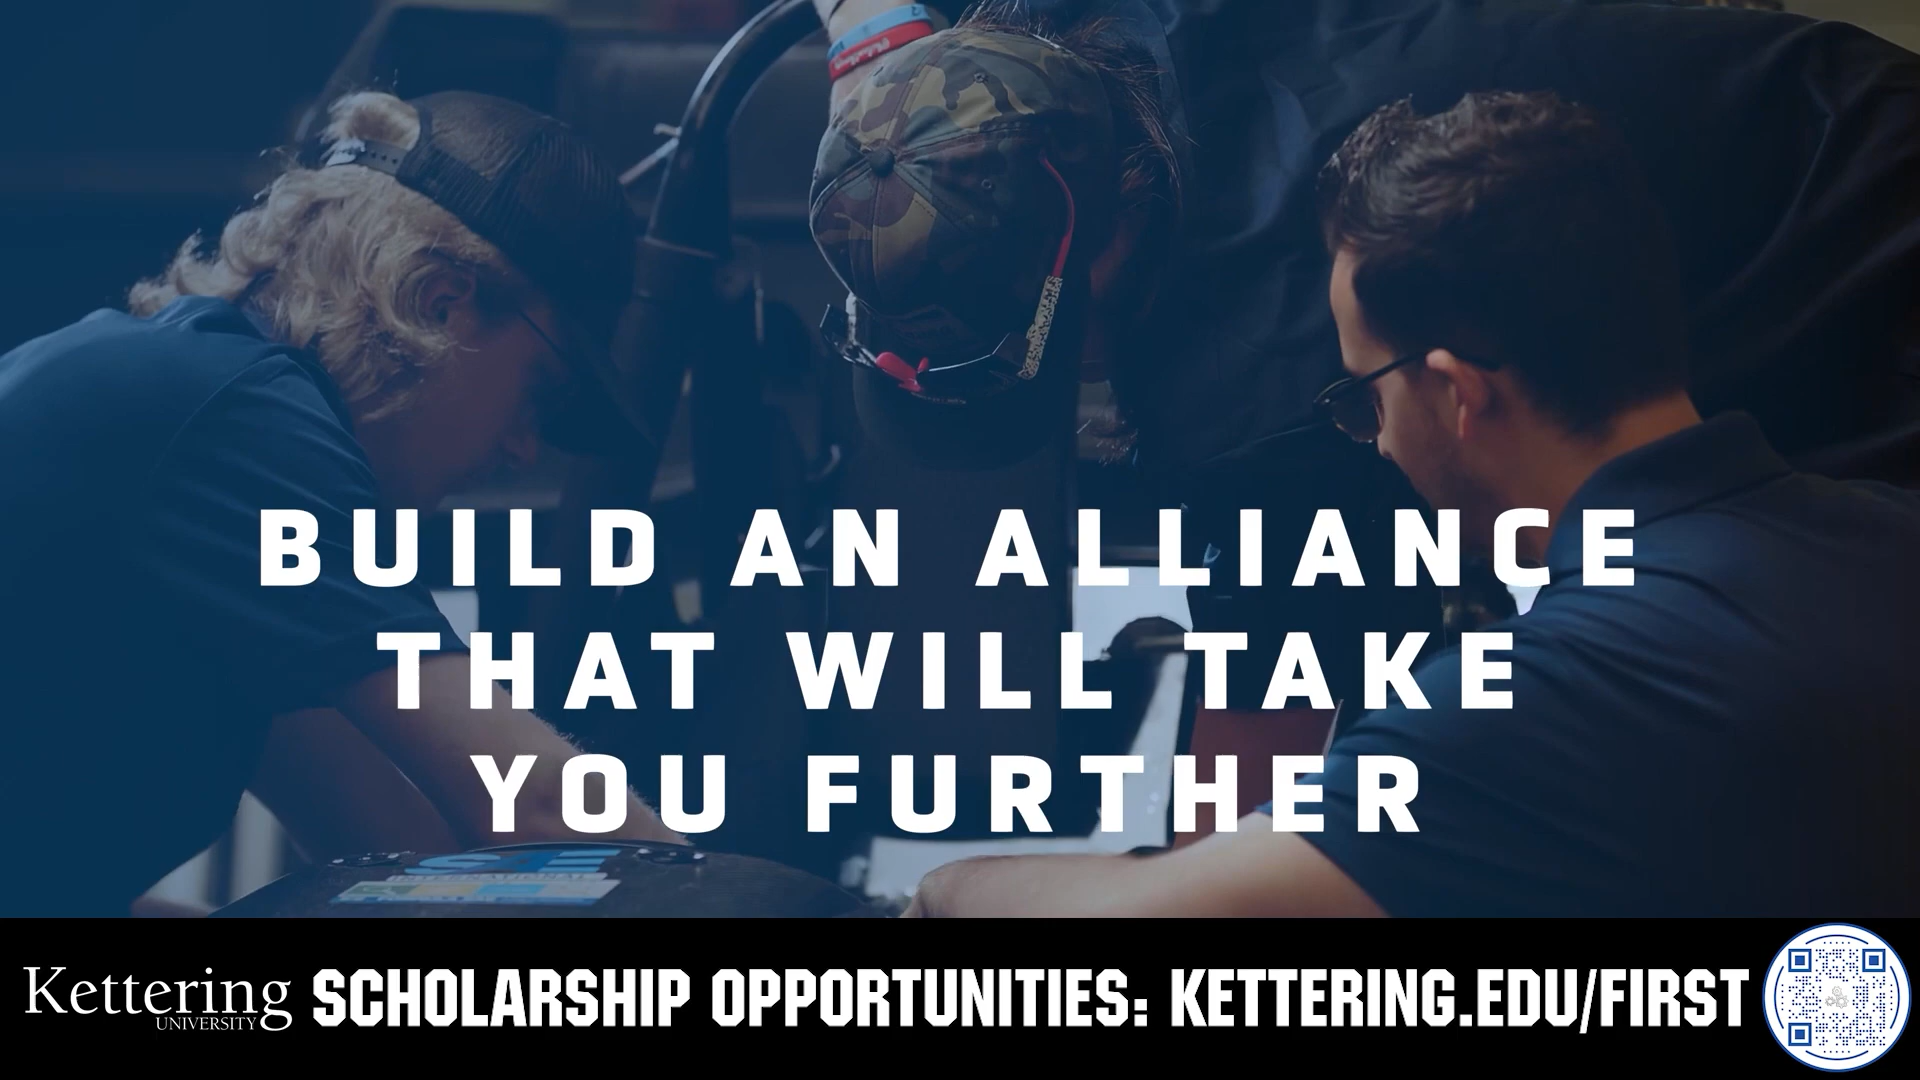 BUILD AN ALLIANCE
THAT WILL TAKE
YOU FURTHER
Kettering
UNIVERSITY
SCHOLARSHIP OPPORTUNITIES: KETTERING.EDU/FIRST